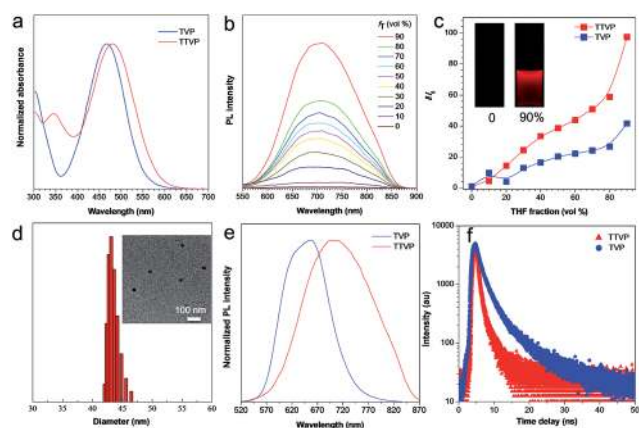 a
TVP
TTVP
Normalized absorbance
300 350 400 450 500 550 600 650 700
Wavelength (nm)
b
fT (vol %)
90
80
70
60
50
40
30
20
10
0
PL intensity
550 600 650 700 750 800 850 900
Wavelength (nm)
c
TTVP
TVP
100
80
60
40
20
0
I/I0
0 90%
0 20 40 60 80
THF fraction (vol %)
d
100 nm
30 35 40 45 50 55 60
Diameter (nm)
e
TVP
TTVP
Normalized PL intensity
520 570 620 670 720 770 820 870
Wavelength (nm)
f
TTVP
TVP
10000
1000
100
10
Intensity (au)
0 10 20 30 40 50
Time delay (ns)